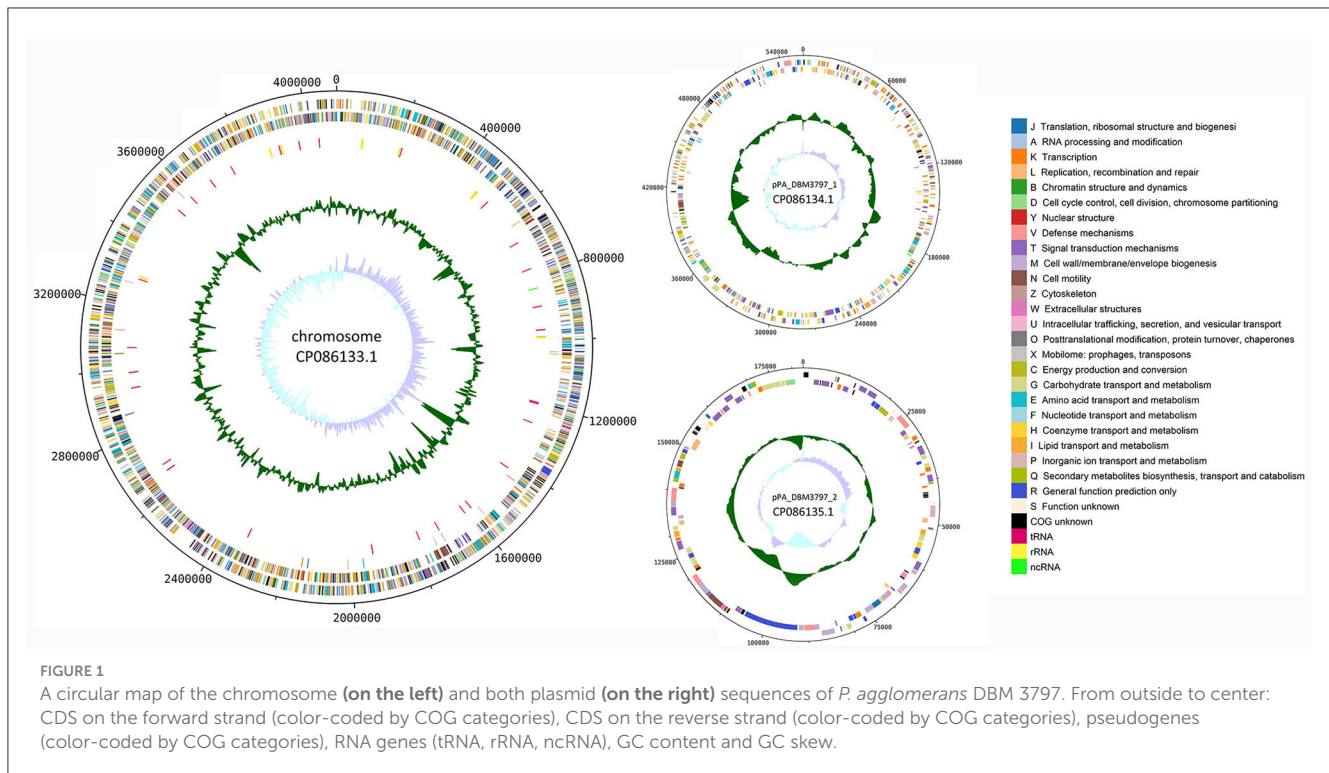 0
400000
800000
1200000
1600000
2000000
2400000
2800000
3200000
3600000
4000000
chromosome
CP086133.1
0
60000
120000
180000
240000
300000
360000
420000
480000
540000
pPA_DBM3797_1
CP086134.1
0
25000
50000
75000
100000
125000
150000
175000
pPA_DBM3797_2
CP086135.1
J Translation, ribosomal structure and biogenesi
A RNA processing and modification
K Transcription
L Replication, recombination and repair
B Chromatin structure and dynamics
D Cell cycle control, cell division, chromosome partitioning
Y Nuclear structure
V Defense mechanisms
T Signal transduction mechanisms
M Cell wall/membrane/envelope biogenesis
N Cell motility
Z Cytoskeleton
W Extracellular structures
U Intracellular trafficking, secretion, and vesicular transport
O Posttranslational modification, protein turnover, chaperones
X Mobilome: prophages, transposons
C Energy production and conversion
G Carbohydrate transport and metabolism
E Amino acid transport and metabolism
F Nucleotide transport and metabolism
H Coenzyme transport and metabolism
I Lipid transport and metabolism
P Inorganic ion transport and metabolism
Q Secondary metabolites biosynthesis, transport and catabolism
R General function prediction only
S Function unknown
COG unknown
tRNA
rRNA
ncRNA
FIGURE 1
A circular map of the chromosome (on the left) and both plasmid (on the right) sequences of P. agglomerans DBM 3797. From outside to center:
CDS on the forward strand (color-coded by COG categories), CDS on the reverse strand (color-coded by COG categories), pseudogenes
(color-coded by COG categories), RNA genes (tRNA, rRNA, ncRNA), GC content and GC skew.